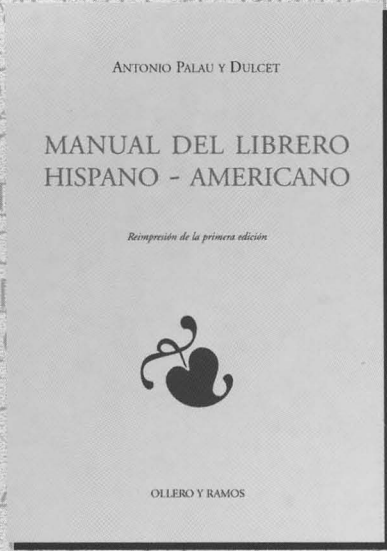 ANTONIO PALAU Y DULCET
MANUAL DEL LIBRERO
HISPANO - AMERICANO
Reimpresión de la primera edición
OLLERO Y RAMOS